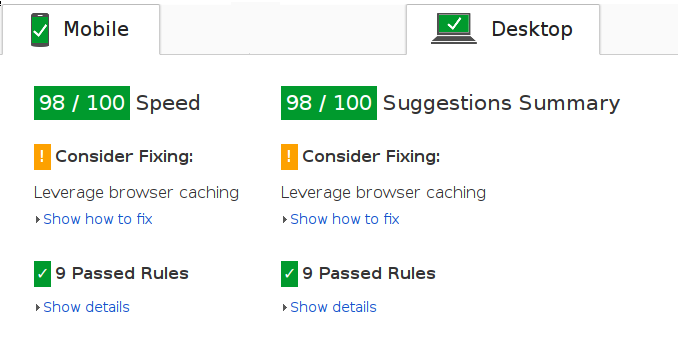 Mobile
Desktop
98 / 100 Speed
98 / 100 Suggestions Summary
! Consider Fixing:
! Consider Fixing:
Leverage browser caching
Leverage browser caching
Show how to fix
Show how to fix
✓ 9 Passed Rules
✓ 9 Passed Rules
Show details
Show details